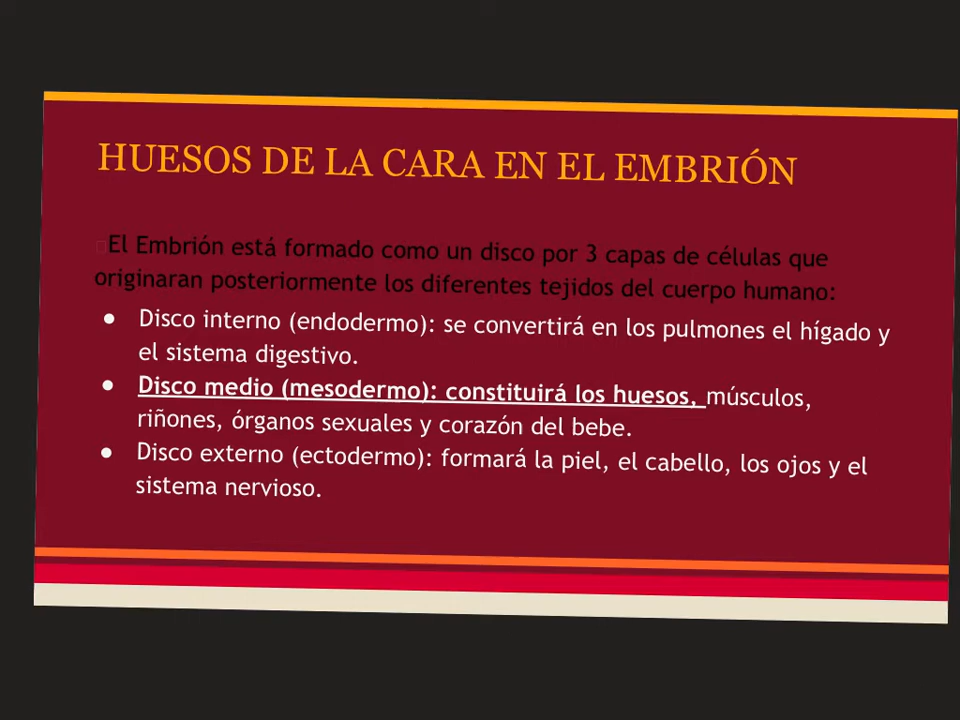 HUESOS DE LA CARA EN EL EMBRIÓN
El Embrión está formado como un disco por 3 capas de células que
originaran posteriormente los diferentes tejidos del cuerpo humano:
• Disco interno (endodermo): se convertirá en los pulmones el hígado y
el sistema digestivo.
• Disco medio (mesodermo): constituirá los huesos, músculos,
riñones, órganos sexuales y corazón del bebe.
• Disco externo (ectodermo): formará la piel, el cabello, los ojos y el
sistema nervioso.